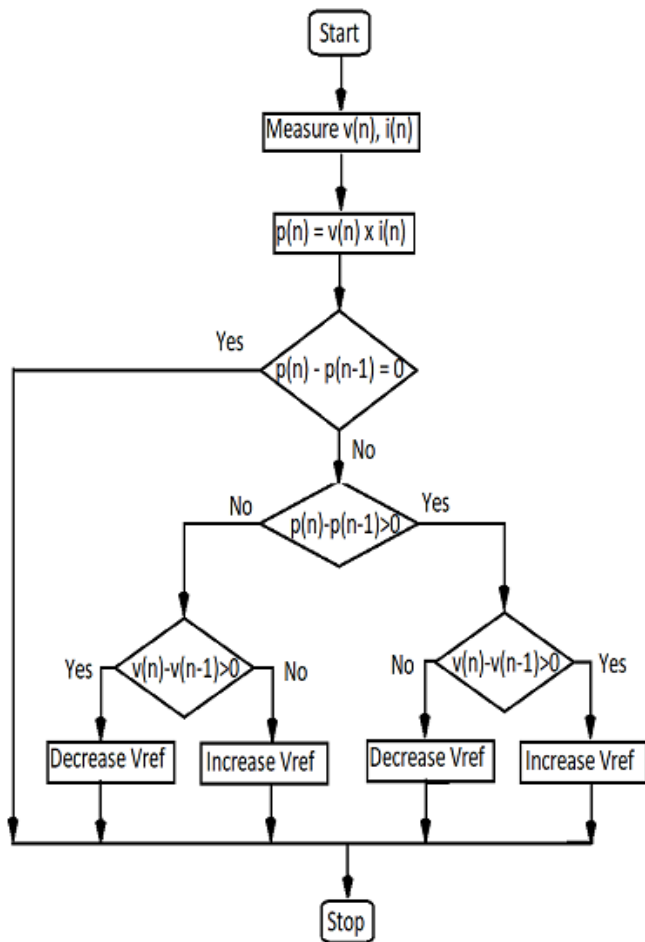 Start
Measure v(n), i(n)
p(n) = v(n) x i(n)
Yes
p(n) - p(n-1) = 0
No
No
p(n)-p(n-1)>0
Yes
Yes
v(n)-v(n-1)>0
No
No
v(n)-v(n-1)>0
Yes
Decrease Vref
Increase Vref
Decrease Vref
Increase Vref
Stop